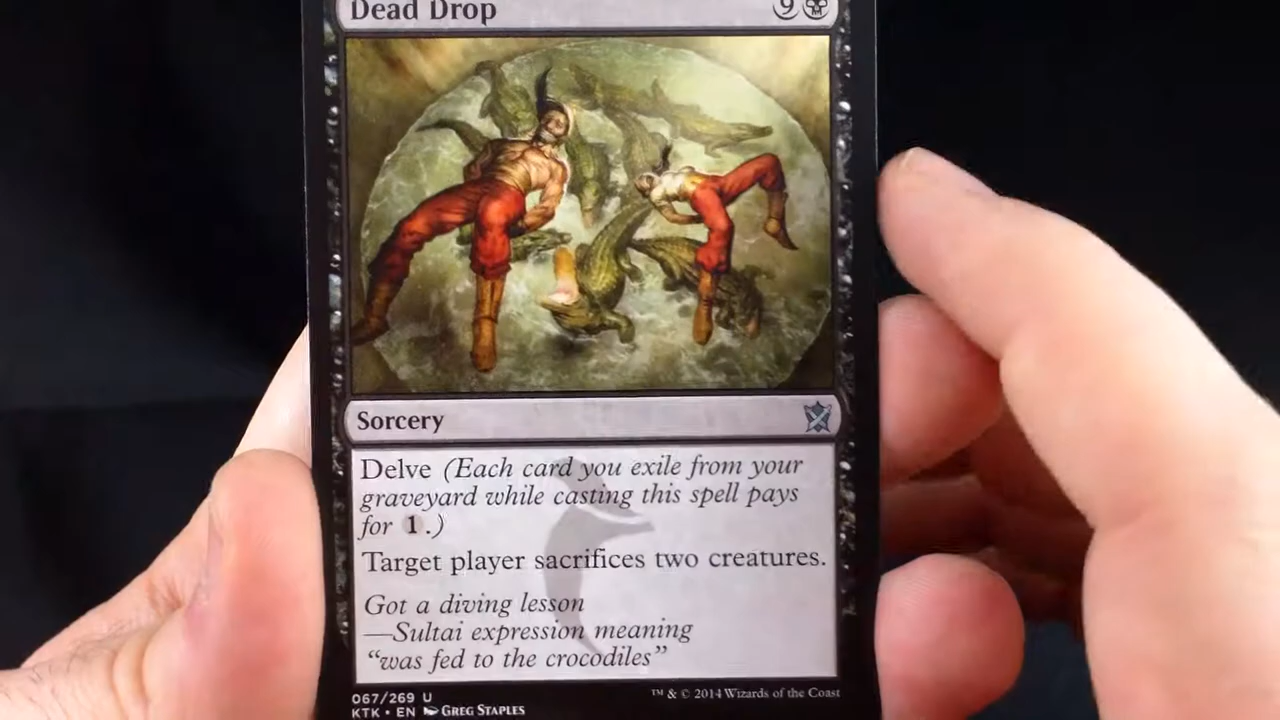 Dead Drop 9
Sorcery
Delve (Each card you exile from your
graveyard while casting this spell pays
for 1.)
Target player sacrifices two creatures.
Got a diving lesson
—Sultai expression meaning
“was fed to the crocodiles”
067/269 U
™ & © 2014 Wizards of the Coast
KTK • EN GREG STAPLES